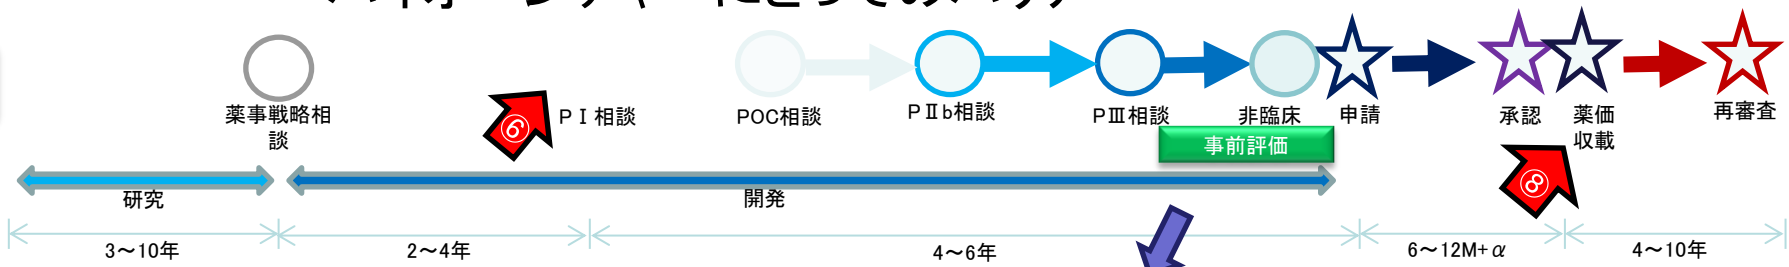 薬事戦略相
談
⑥
PⅠ相談
POC相談
PⅡb相談
PⅢ相談
非臨床
申請
承認
薬価
収載
再審査
事前評価
⑧
研究
開発
3～10年
2～4年
4～6年
6～12M+α
4～10年